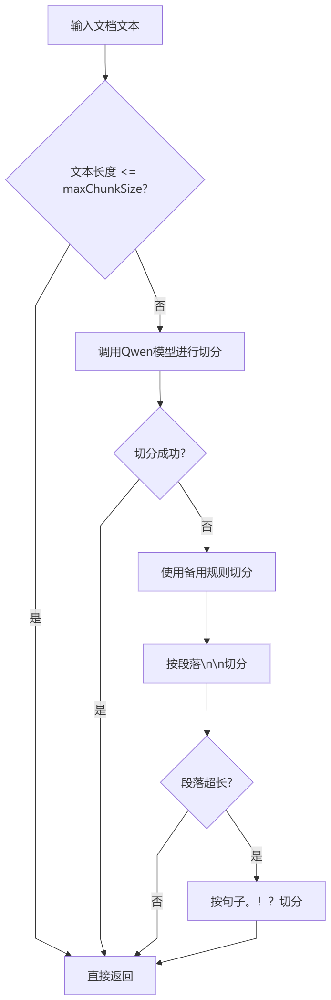 输入文档文本
文本长度 <=
maxChunkSize?
否
调用Qwen模型进行切分
切分成功?
否
使用备用规则切分
是
按段落\n\n切分
是
段落超长?
是
否
按句子。！？切分
直接返回